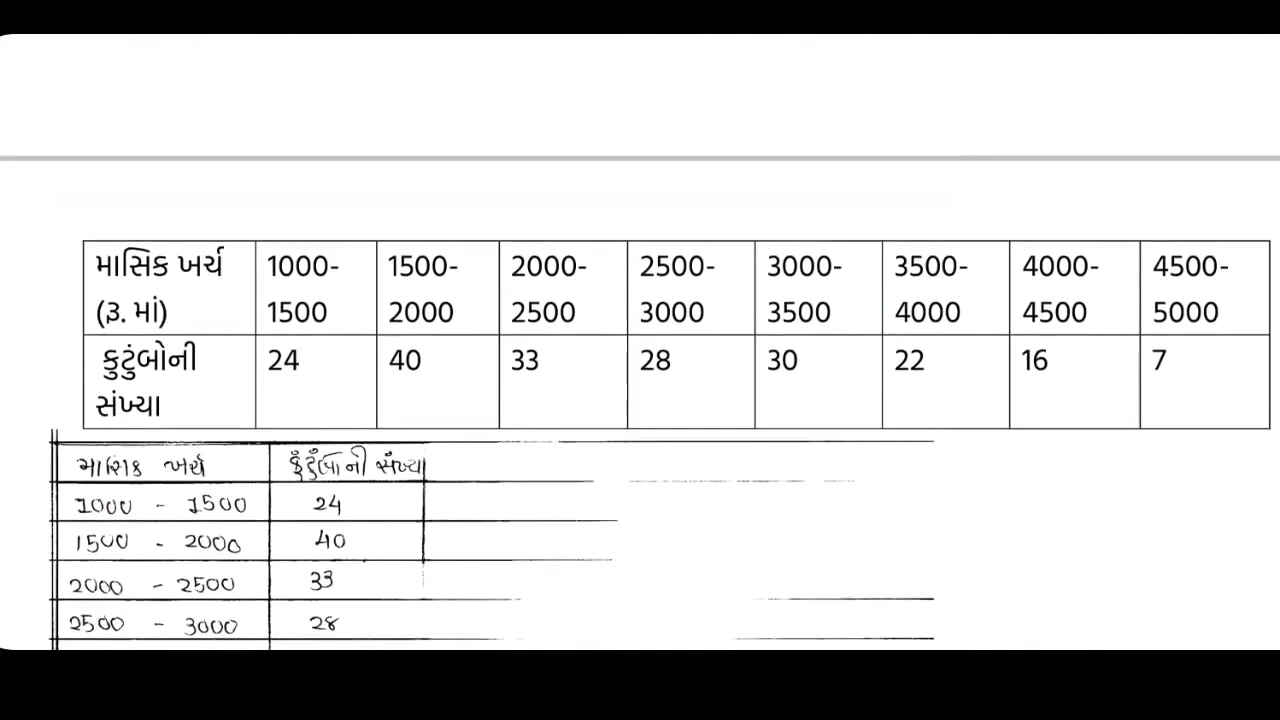 માસિક ખર્ચ (રૂ. માં) 1000-1500 1500-2000 2000-2500 2500-3000 3000-3500 3500-4000 4000-4500 4500-5000
કુટુંબોની સંખ્યા 24 40 33 28 30 22 16 7
માસિક ખર્ચ કુટુંબોની સંખ્યા
1000 - 1500 24
1500 - 2000 40
2000 - 2500 33
2500 - 3000 28